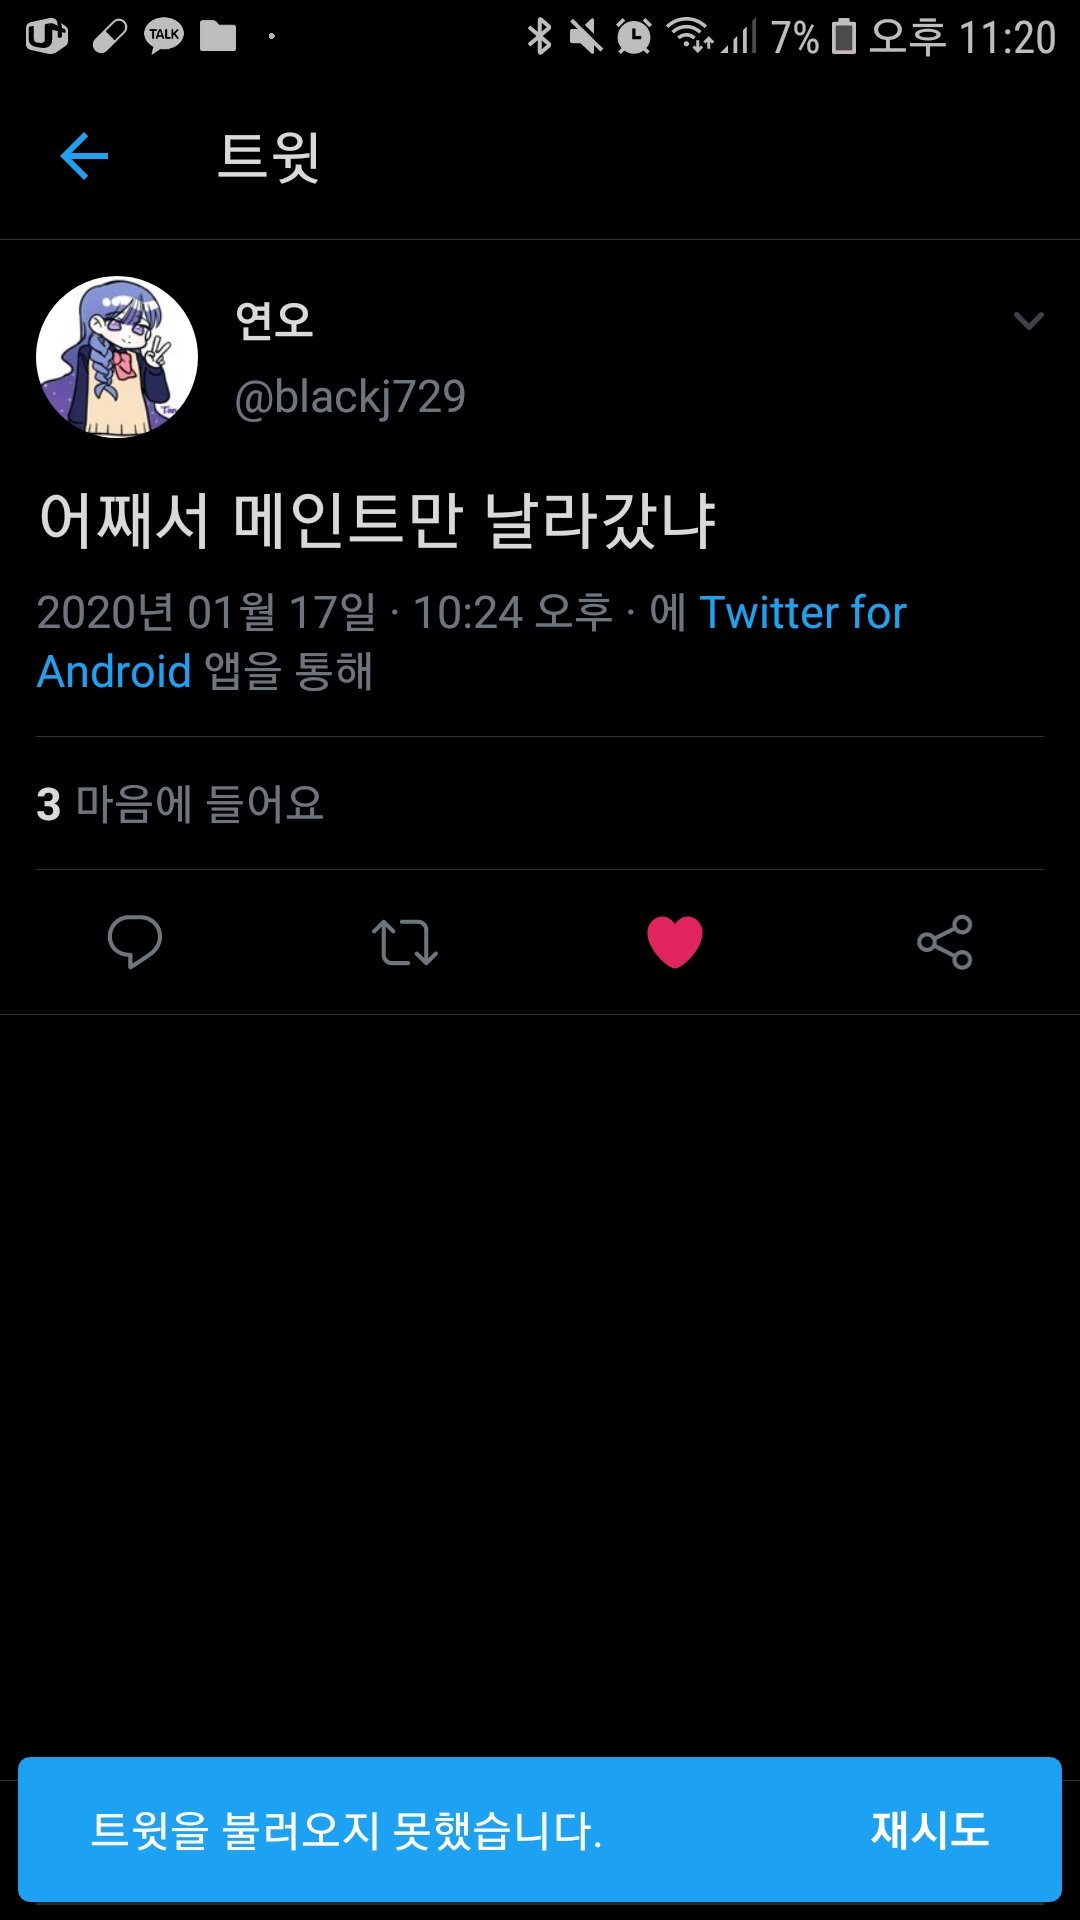 U+ TALK 7% 오후 11:20
트윗
연오
@blackj729
어째서 메인트만 날라갔냐
2020년 01월 17일 · 10:24 오후 · 에 Twitter for
Android 앱을 통해
3 마음에 들어요
트윗을 불러오지 못했습니다. 재시도